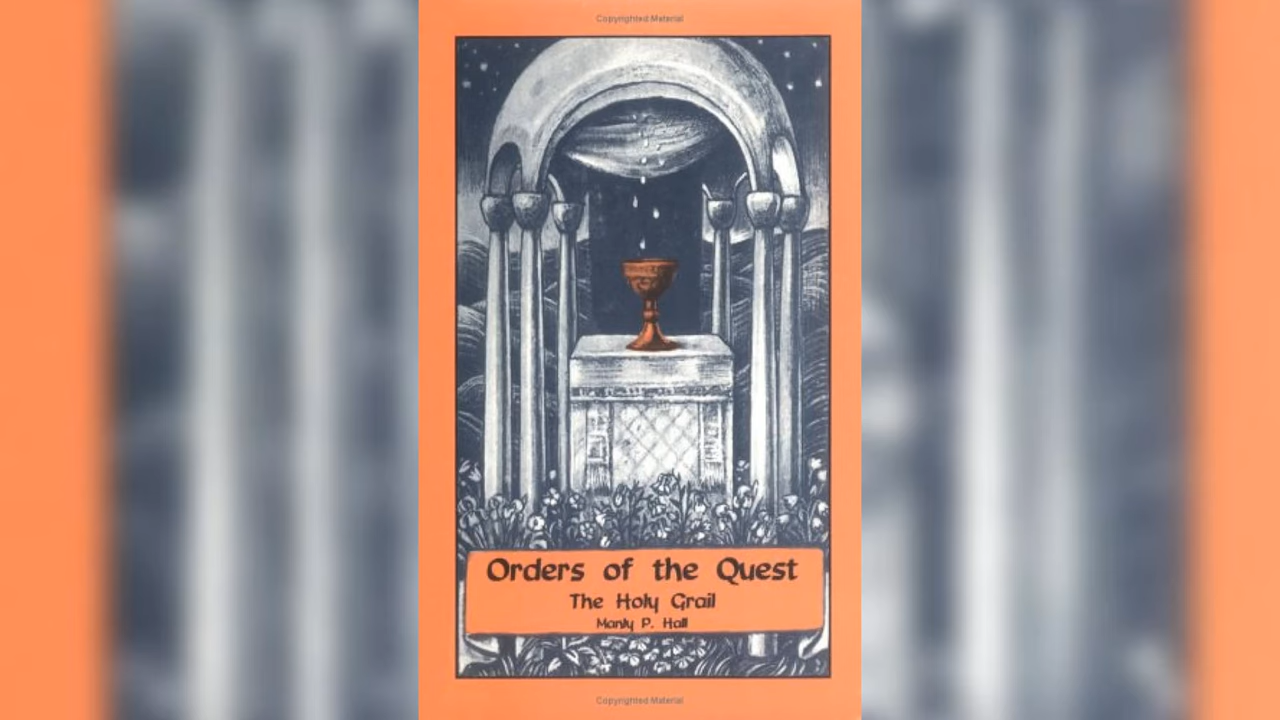 Copyrighted Material
Orders of the Quest
The Holy Grail
Manly P. Hall
Copyrighted Material